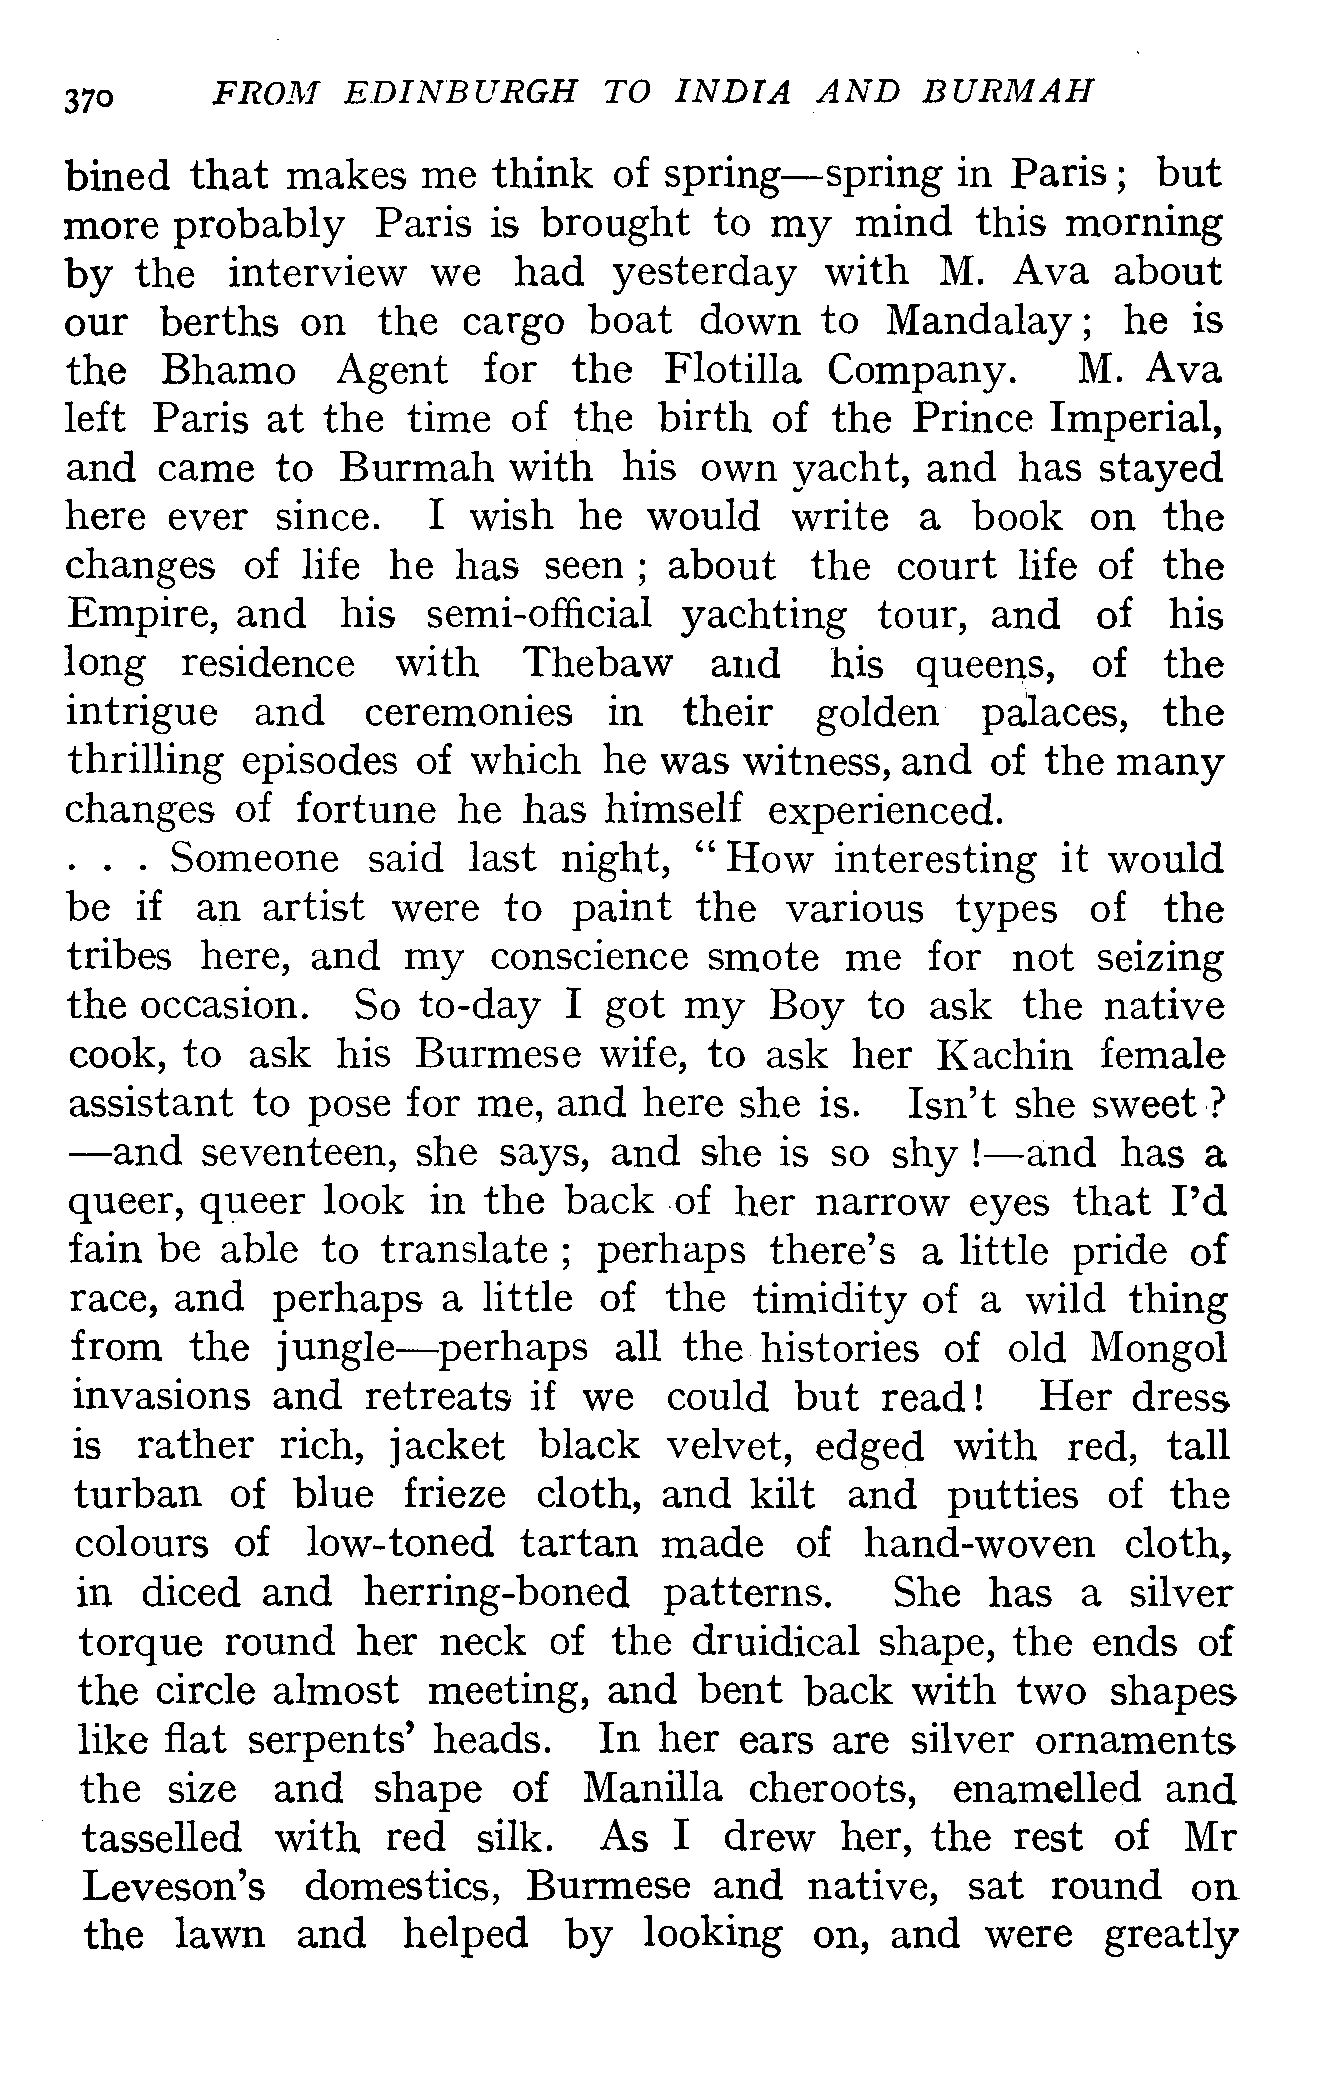 370 FROM EDINBURGH TO INDIA AND BURMAH
bined that makes me think of spring—spring in Paris; but
more probably Paris is brought to my mind this morning
by the interview we had yesterday with M. Ava about
our berths on the cargo boat down to Mandalay; he is
the Bhamo Agent for the Flotilla Company. M. Ava
left Paris at the time of the birth of the Prince Imperial,
and came to Burmah with his own yacht, and has stayed
here ever since. I wish he would write a book on the
changes of life he has seen; about the court life of the
Empire, and his semi-official yachting tour, and of his
long residence with Thebaw and his queens, of the
intrigue and ceremonies in their golden palaces, the
thrilling episodes of which he was witness, and of the many
changes of fortune he has himself experienced.
. . . Someone said last night, "How interesting it would
be if an artist were to paint the various types of the
tribes here, and my conscience smote me for not seizing
the occasion. So to-day I got my Boy to ask the native
cook, to ask his Burmese wife, to ask her Kachin female
assistant to pose for me, and here she is. Isn't she sweet?
—and seventeen, she says, and she is so shy!—and has a
queer, queer look in the back of her narrow eyes that I'd
fain be able to translate; perhaps there's a little pride of
race, and perhaps a little of the timidity of a wild thing
from the jungle—perhaps all the histories of old Mongol
invasions and retreats if we could but read! Her dress
is rather rich, jacket black velvet, edged with red, tall
turban of blue frieze cloth, and kilt and putties of the
colours of low-toned tartan made of hand-woven cloth,
in diced and herring-boned patterns. She has a silver
torque round her neck of the druidical shape, the ends of
the circle almost meeting, and bent back with two shapes
like flat serpents' heads. In her ears are silver ornaments
the size and shape of Manilla cheroots, enamelled and
tasselled with red silk. As I drew her, the rest of Mr
Leveson's domestics, Burmese and native, sat round on
the lawn and helped by looking on, and were greatly